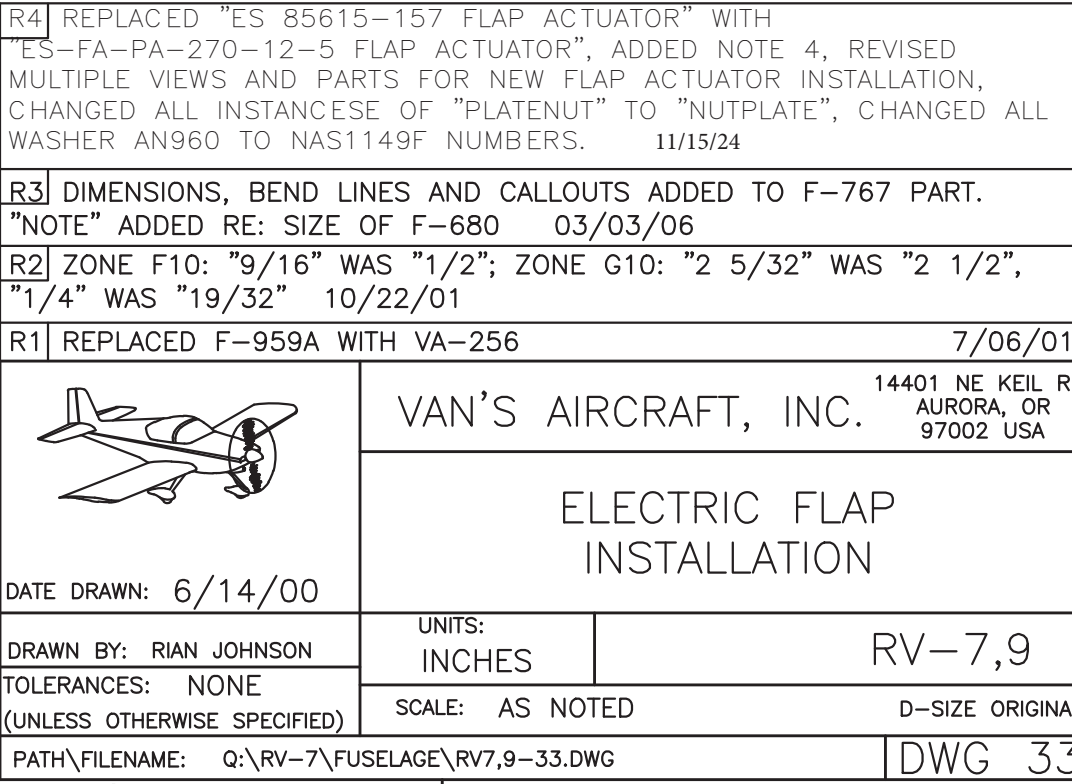 R4 REPLACED "ES 85615-157 FLAP ACTUATOR" WITH
"ES-FA-PA-270-12-5 FLAP ACTUATOR", ADDED NOTE 4, REVISED
MULTIPLE VIEWS AND PARTS FOR NEW FLAP ACTUATOR INSTALLATION,
CHANGED ALL INSTANCESE OF "PLATENUT" TO "NUTPLATE", CHANGED ALL
WASHER AN960 TO NAS1149F NUMBERS. 11/15/24
R3 DIMENSIONS, BEND LINES AND CALLOUTS ADDED TO F-767 PART.
"NOTE" ADDED RE: SIZE OF F-680 03/03/06
R2 ZONE F10: "9/16" WAS "1/2"; ZONE G10: "2 5/32" WAS "2 1/2",
"1/4" WAS "19/32" 10/22/01
R1 REPLACED F-959A WITH VA-256 7/06/01
VAN'S AIRCRAFT, INC.
14401 NE KEIL R
AURORA, OR
97002 USA
ELECTRIC FLAP
INSTALLATION
DATE DRAWN: 6/14/00
DRAWN BY: RIAN JOHNSON
UNITS:
INCHES
RV-7,9
TOLERANCES: NONE
(UNLESS OTHERWISE SPECIFIED)
SCALE: AS NOTED
D-SIZE ORIGINA
PATH\FILENAME: Q:\RV-7\FUSELAGE\RV7,9-33.DWG
DWG 33